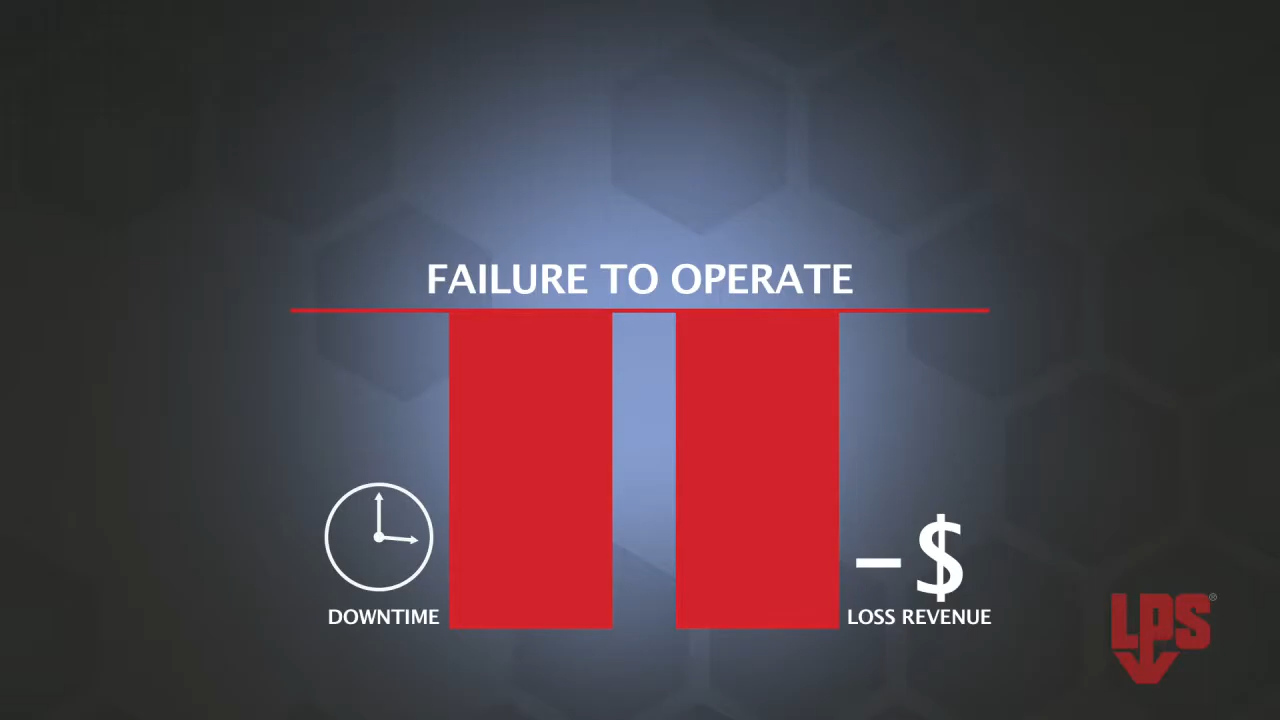 FAILURE TO OPERATE
– $
DOWNTIME
LOSS REVENUE
LPS®